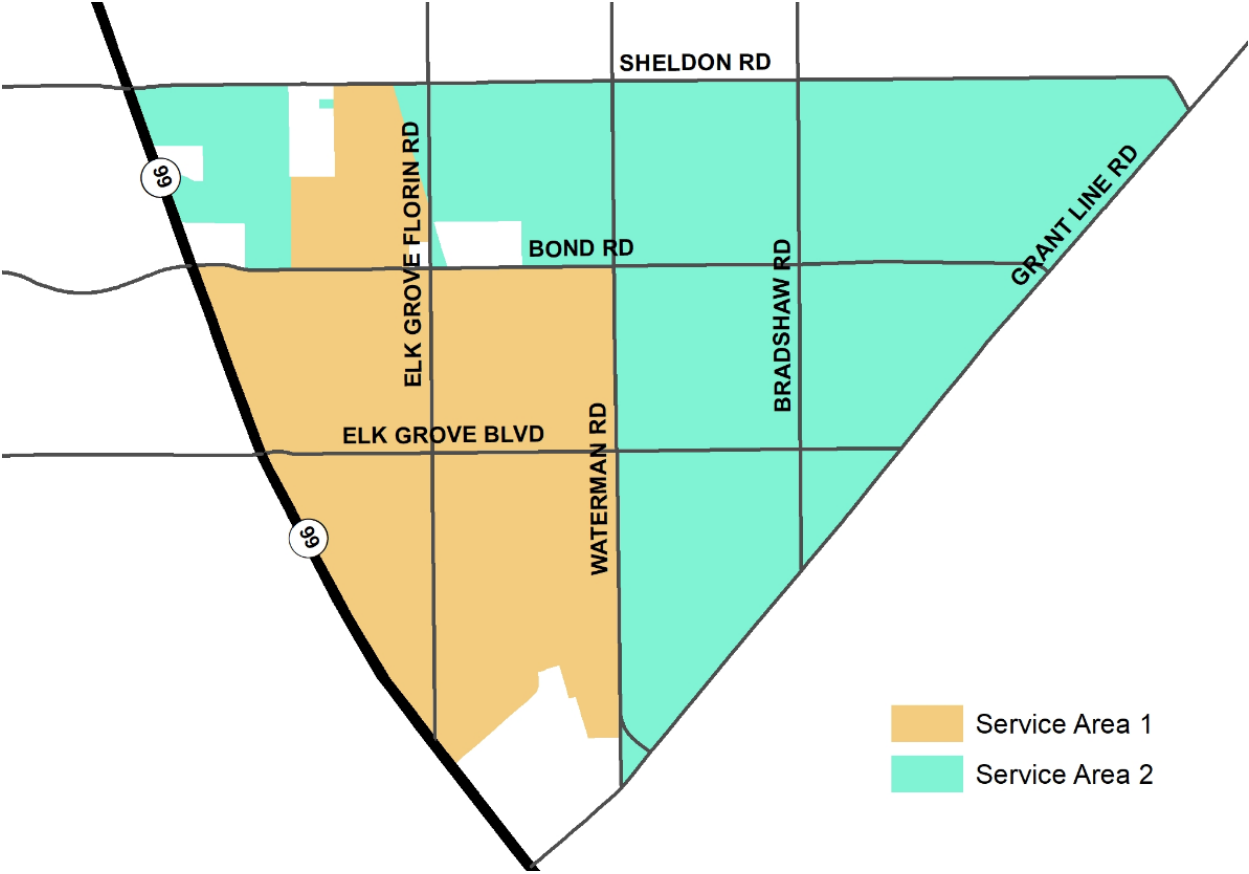 SHELDON RD
ELK GROVE FLORIN RD
99
GRANT LINE RD
BOND RD
BRADSHAW RD
ELK GROVE BLVD
WATERMAN RD
99
Service Area 1
Service Area 2